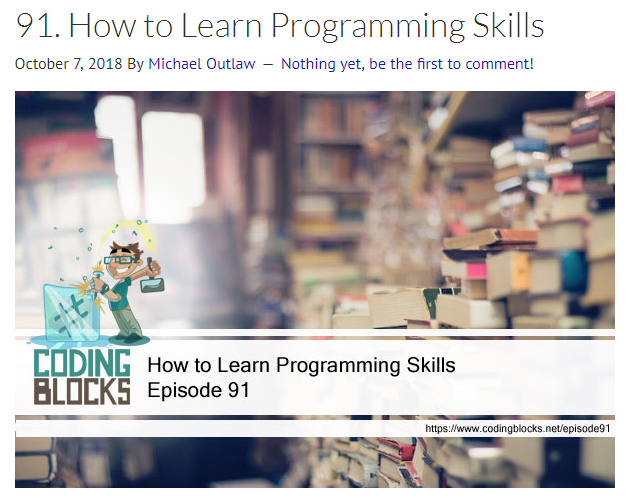 91. How to Learn Programming Skills
October 7, 2018 By Michael Outlaw — Nothing yet, be the first to comment!
CODING
BLOCKS
How to Learn Programming Skills
Episode 91
https://www.codingblocks.net/episode91